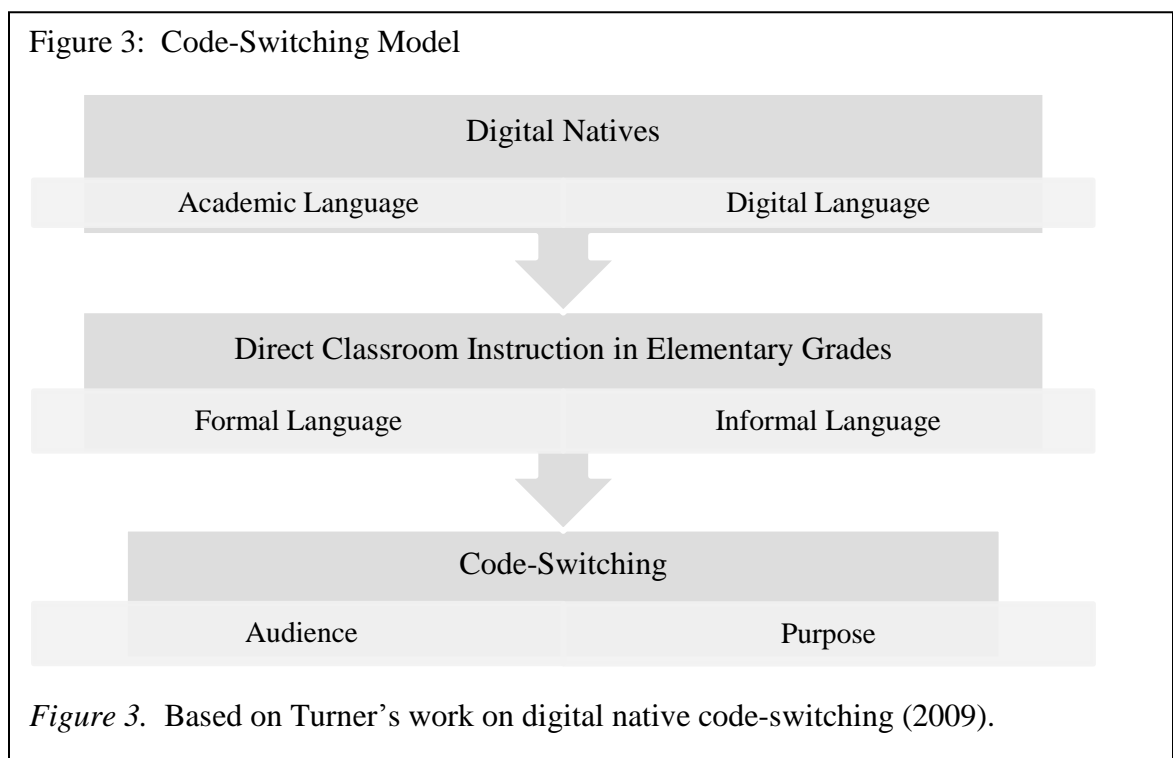 Figure 3:  Code-Switching Model
Digital Natives
Academic Language
Digital Language
Direct Classroom Instruction in Elementary Grades
Formal Language
Informal Language
Code-Switching
Audience
Purpose
Figure 3.  Based on Turner’s work on digital native code-switching (2009).